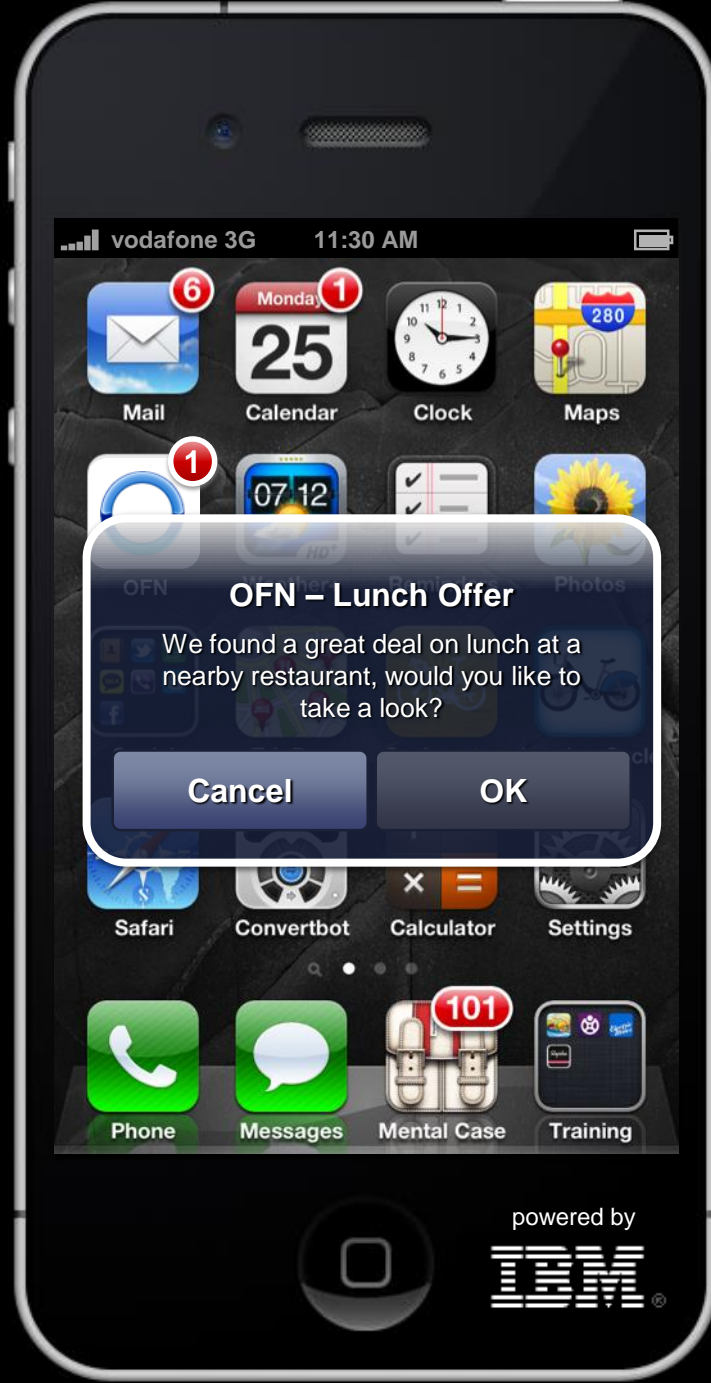 vodafone 3G 11:30 AM
6
Monday 1
11 12 1
10 2
9 3
8 4
7 6 5
280
25
Mail Calendar Clock Maps
1
07 12
HD+
OFN Photos
OFN – Lunch Offer
We found a great deal on lunch at a
nearby restaurant, would you like to
take a look?
Cancel OK
Safari Convertbot Calculator Settings
101
Phone Messages Mental Case Training
powered by
IBM®